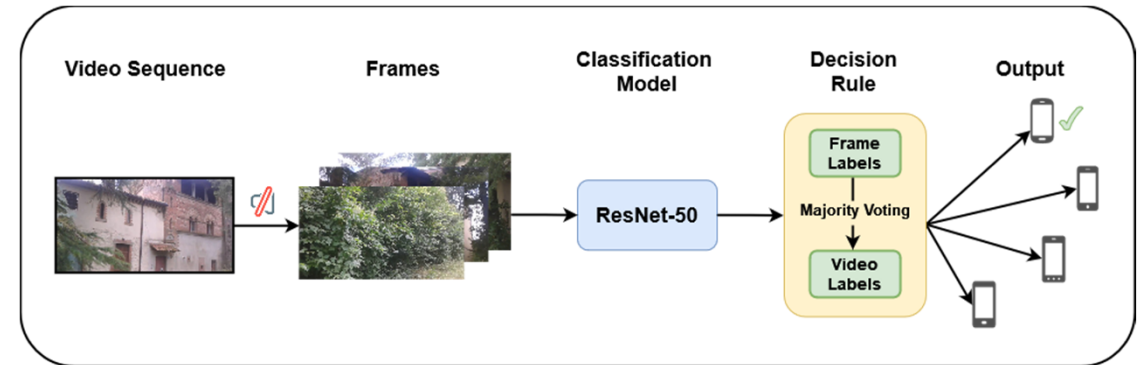 Video Sequence
Frames
Classification
Model
Decision
Rule
Output
Frame
Labels
Majority Voting
Video
Labels
ResNet-50